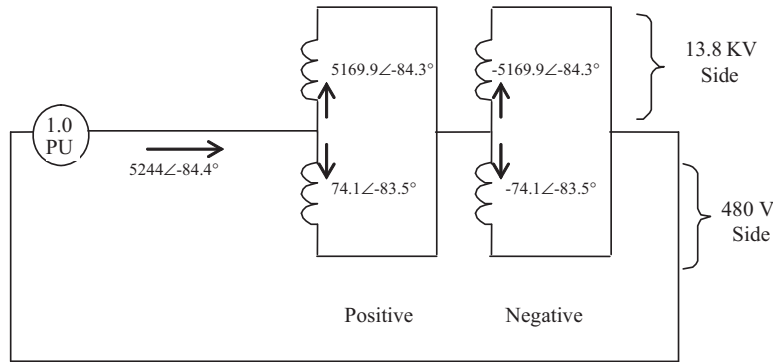 13.8 KV
Side
5169.9∠-84.3°
-5169.9∠-84.3°
1.0
PU
5244∠-84.4°
74.1∠-83.5°
-74.1∠-83.5°
480 V
Side
Positive
Negative